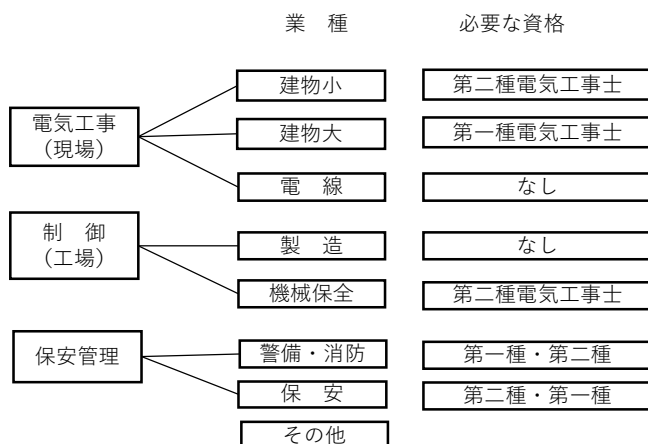 業　種　必要な資格
建物小　第二種電気工事士
電気工事
(現場)
建物大　第一種電気工事士
電　線　なし
制　御
(工場)
製　造　なし
機械保全　第二種電気工事士
保安管理
警備・消防　第一種・第二種
保　安　第二種・第一種
その他